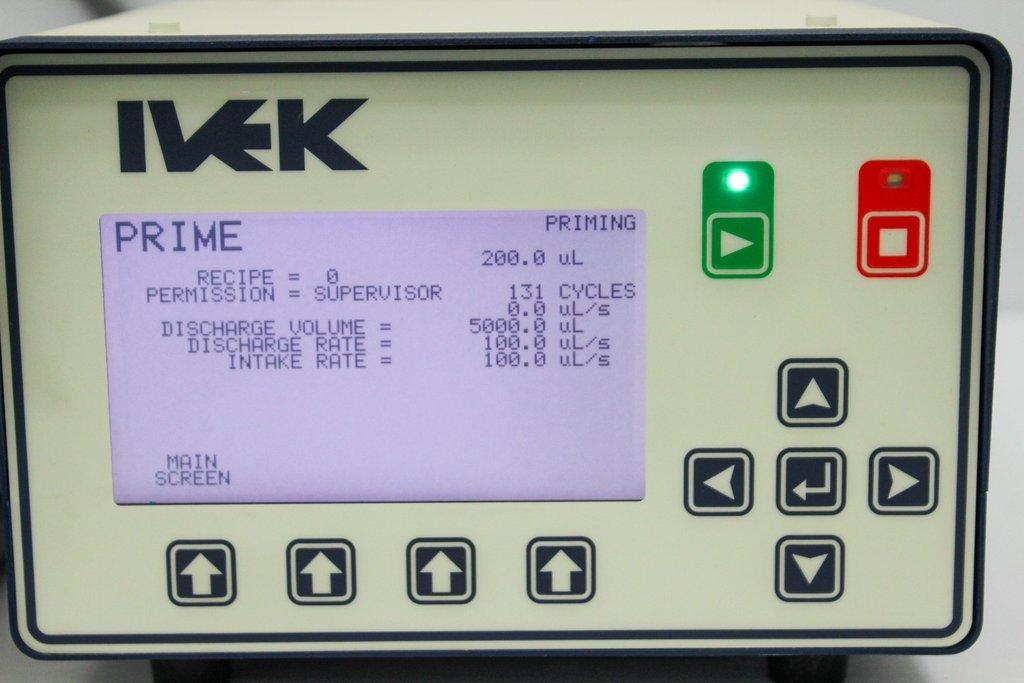 IVEK
PRIME PRIMING
200.0 uL
RECIPE = 0
PERMISSION = SUPERVISOR 131 CYCLES
0.0 uL/s
DISCHARGE VOLUME = 5000.0 uL
DISCHARGE RATE = 100.0 uL/s
INTAKE RATE = 100.0 uL/s
MAIN
SCREEN